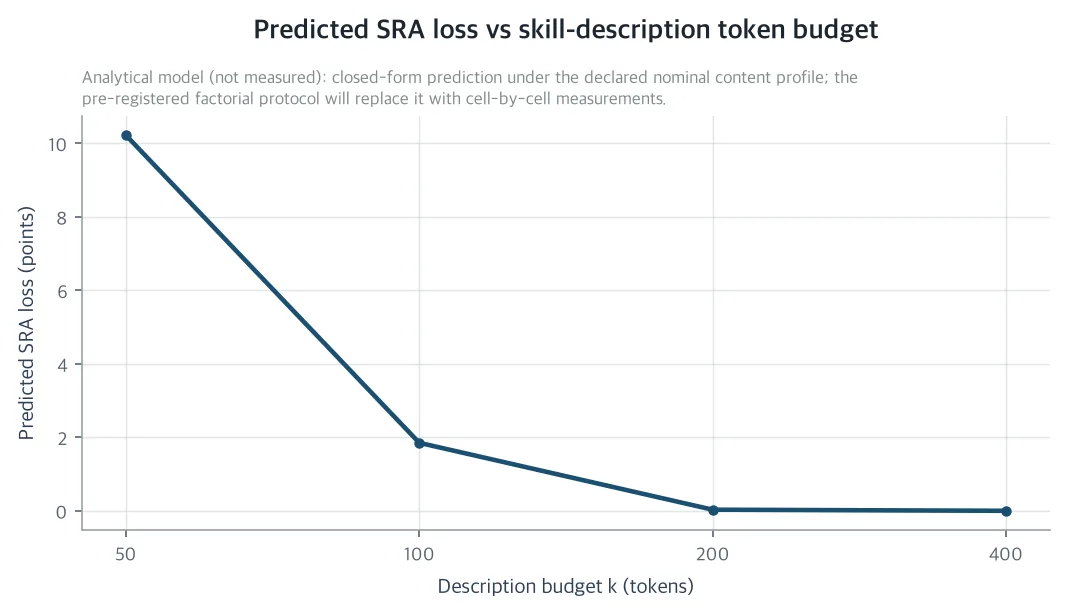 Predicted SRA loss vs skill-description token budget
Analytical model (not measured): closed-form prediction under the declared nominal content profile; the
pre-registered factorial protocol will replace it with cell-by-cell measurements.
Predicted SRA loss (points)
10
8
6
4
2
0
50 100 200 400
Description budget k (tokens)